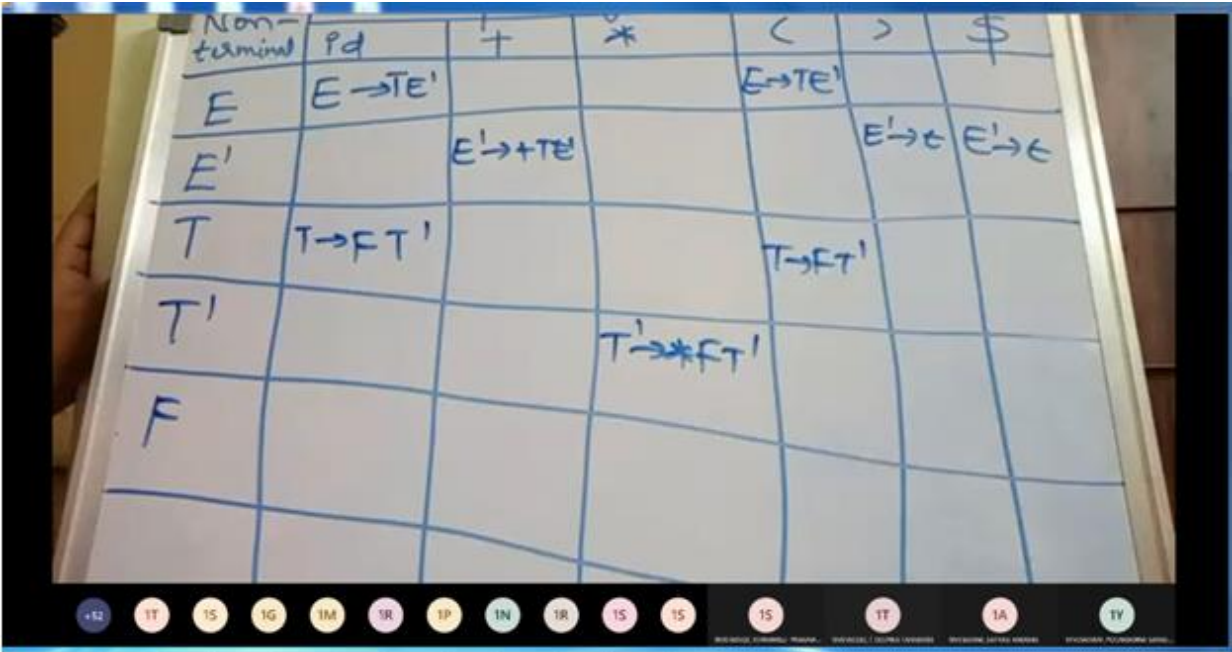 Non-
terminal id + * ( ) $
E E→TE' E→TE'
E' E'→+TE' E'→ϵ E'→ϵ
T T→FT' T→FT'
T' T'→*FT'
F
+52 1T 1S 1G 1M 1R 1P 1N 1R 1S 1S 1S 1T 1A 1Y